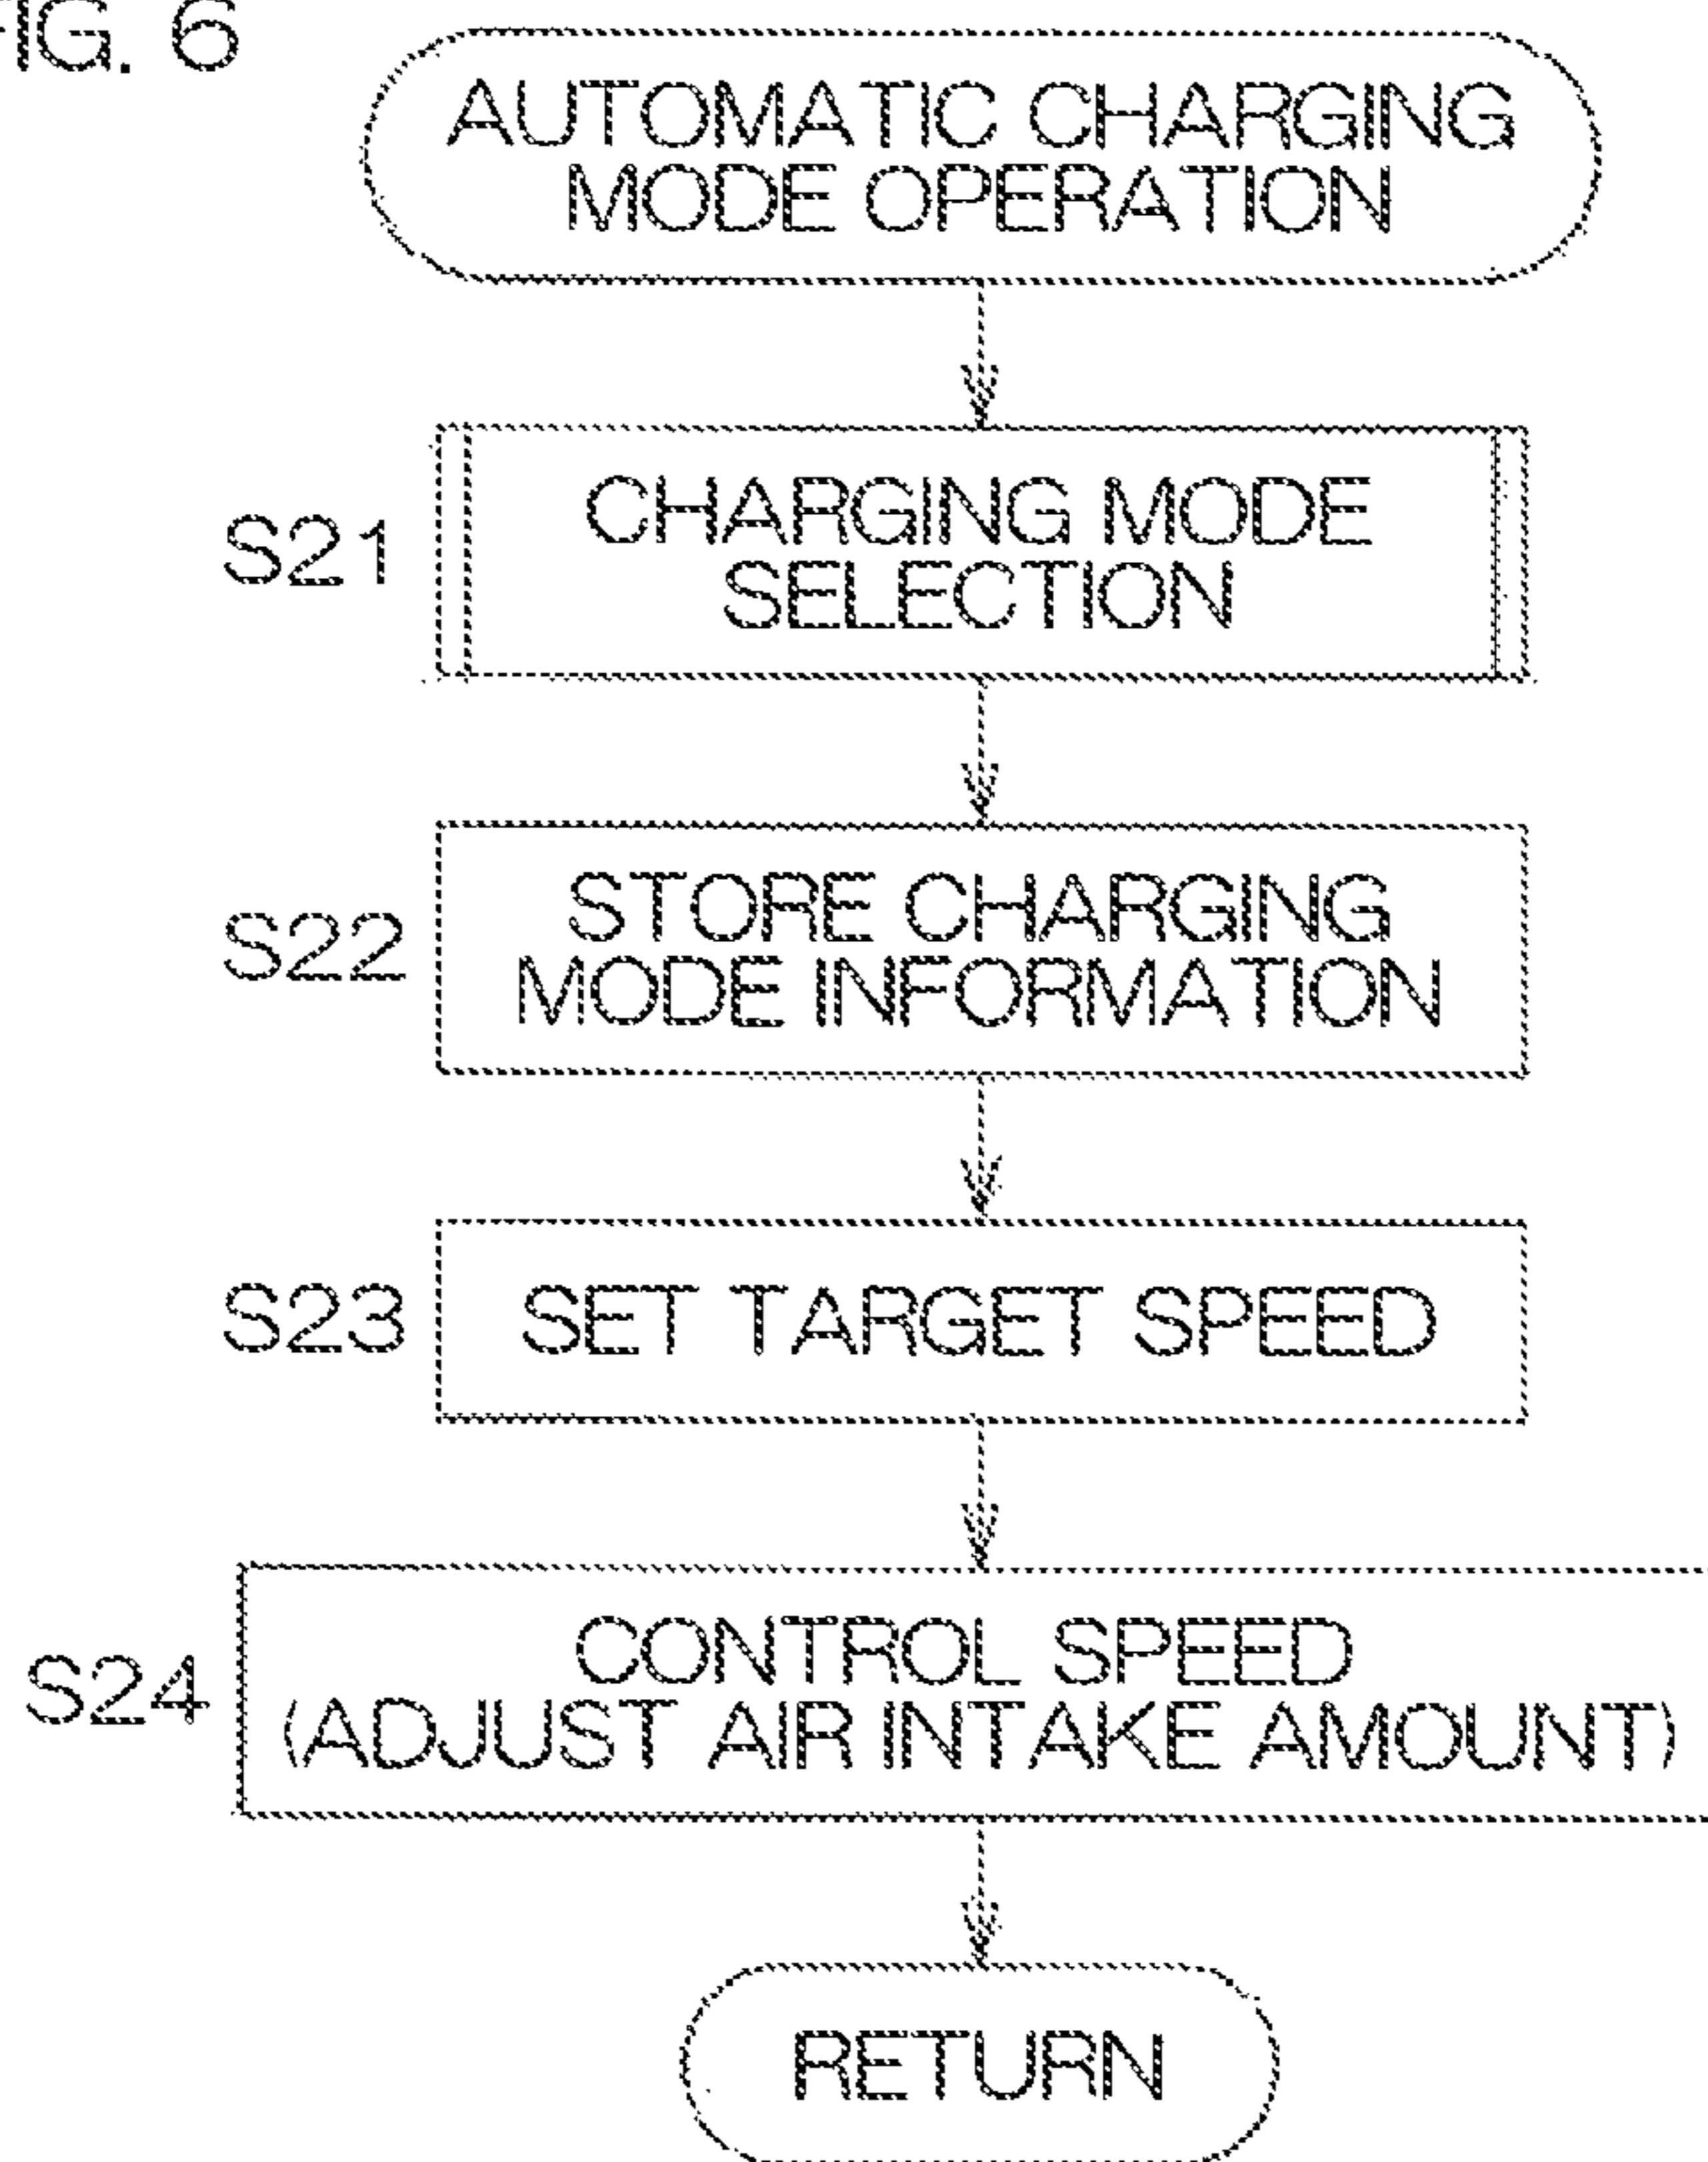 FIG. 6
AUTOMATIC CHARGING
MODE OPERATION
S21
CHARGING MODE
SELECTION
S22
STORE CHARGING
MODE INFORMATION
S23
SET TARGET SPEED
S24
CONTROL SPEED
(ADJUST AIR INTAKE AMOUNT)
RETURN